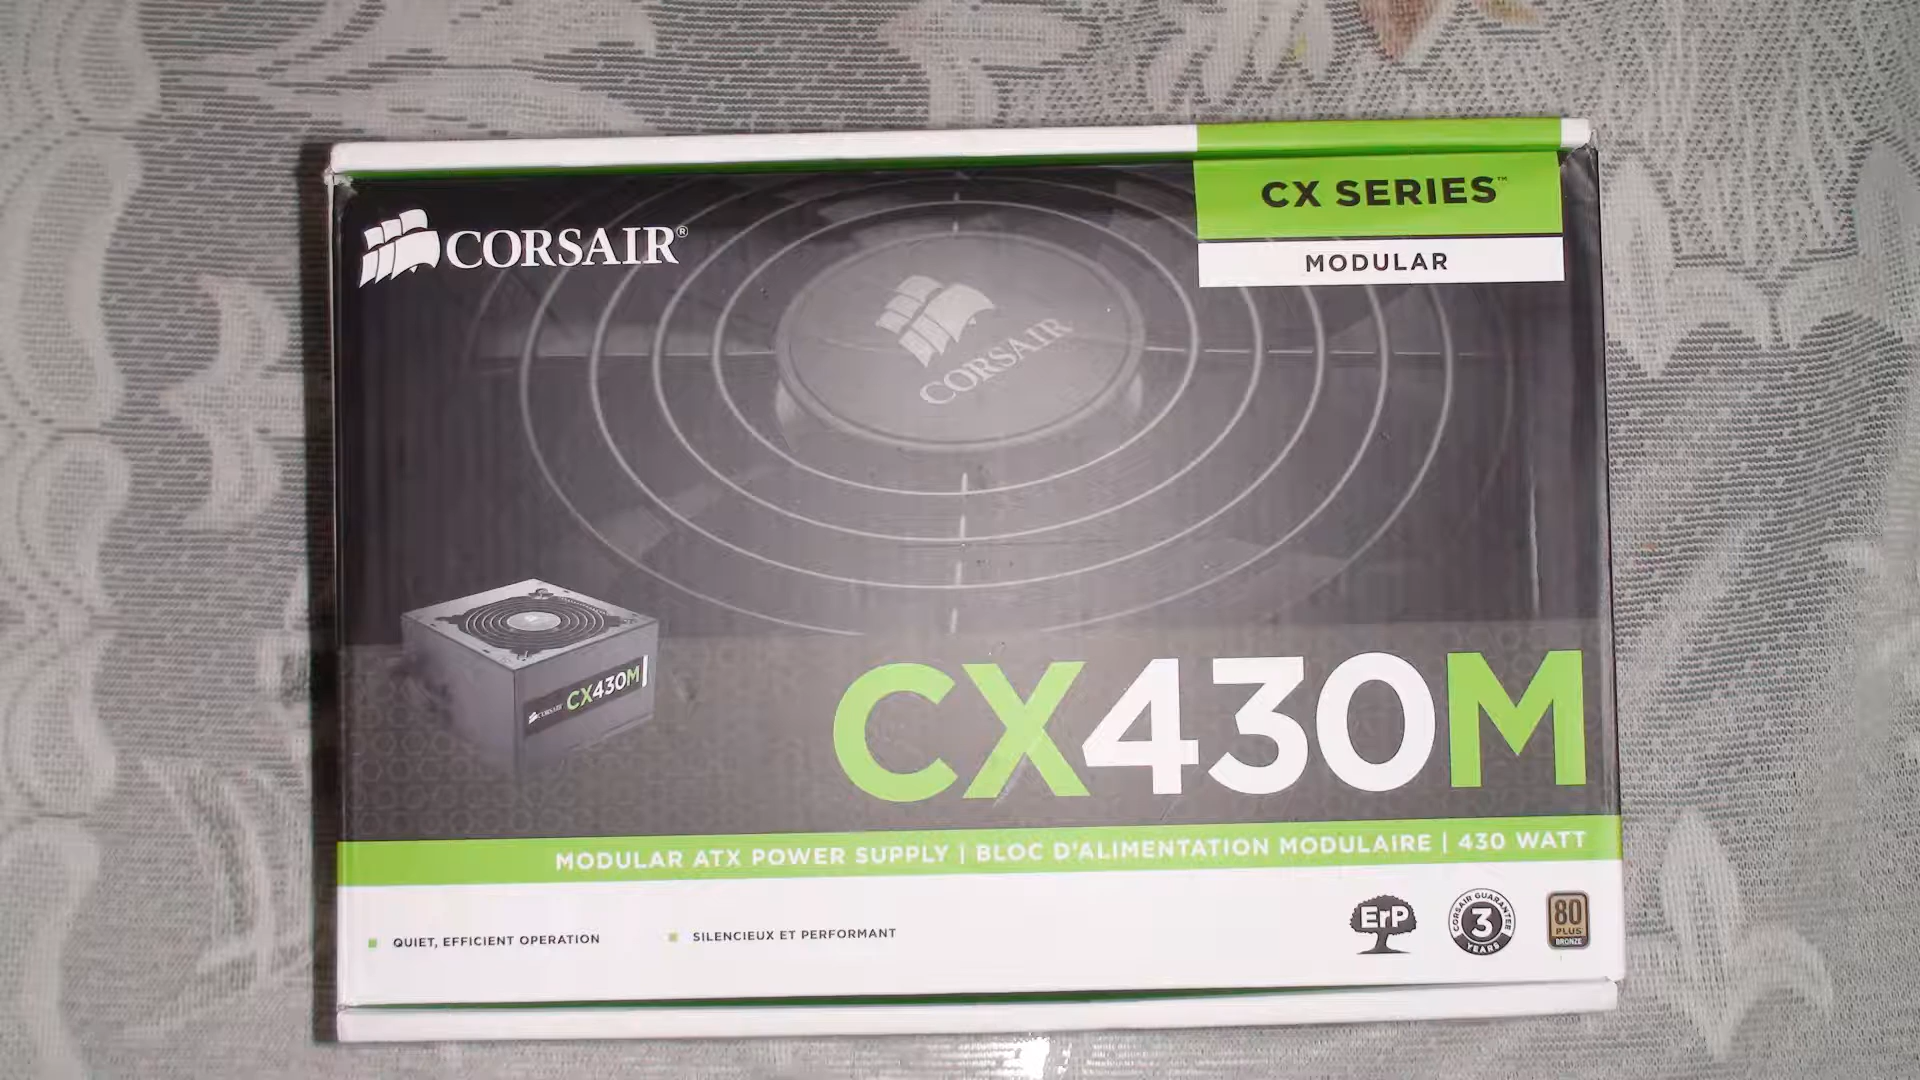 CX SERIES™
MODULAR
CORSAIR®
CORSAIR
CORSAIR CX430M
CX430M
MODULAR ATX POWER SUPPLY | BLOC D'ALIMENTATION MODULAIRE | 430 WATT
QUIET, EFFICIENT OPERATION
SILENCIEUX ET PERFORMANT
ErP
CORSAIR GUARANTEE
3
YEARS
80
PLUS
BRONZE